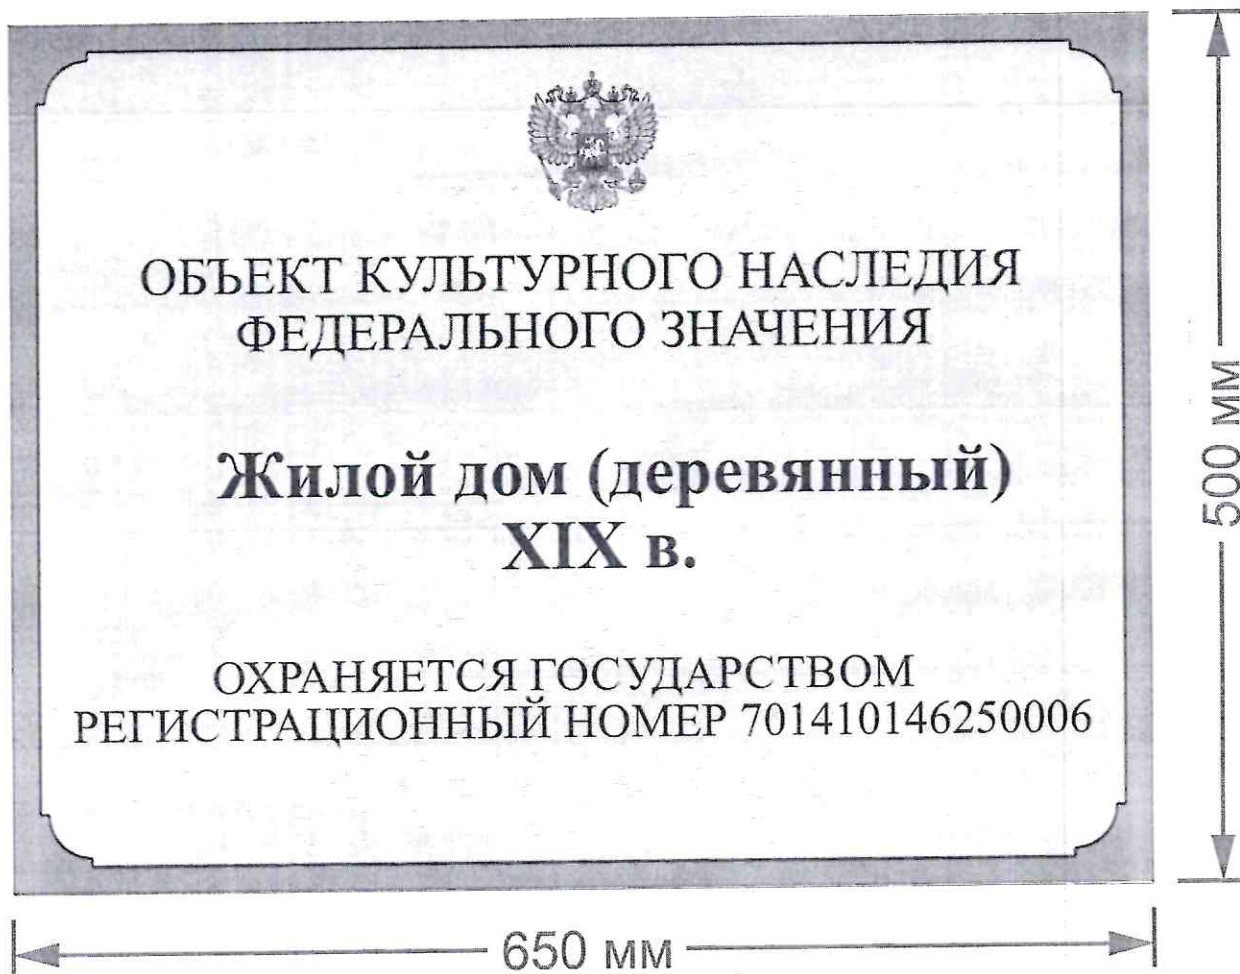 ОБЪЕКТ КУЛЬТУРНОГО НАСЛЕДИЯ
ФЕДЕРАЛЬНОГО ЗНАЧЕНИЯ
Жилой дом (деревянный)
XIX в.
ОХРАНЯЕТСЯ ГОСУДАРСТВОМ
РЕГИСТРАЦИОННЫЙ НОМЕР 701410146250006
500 мм
650 мм